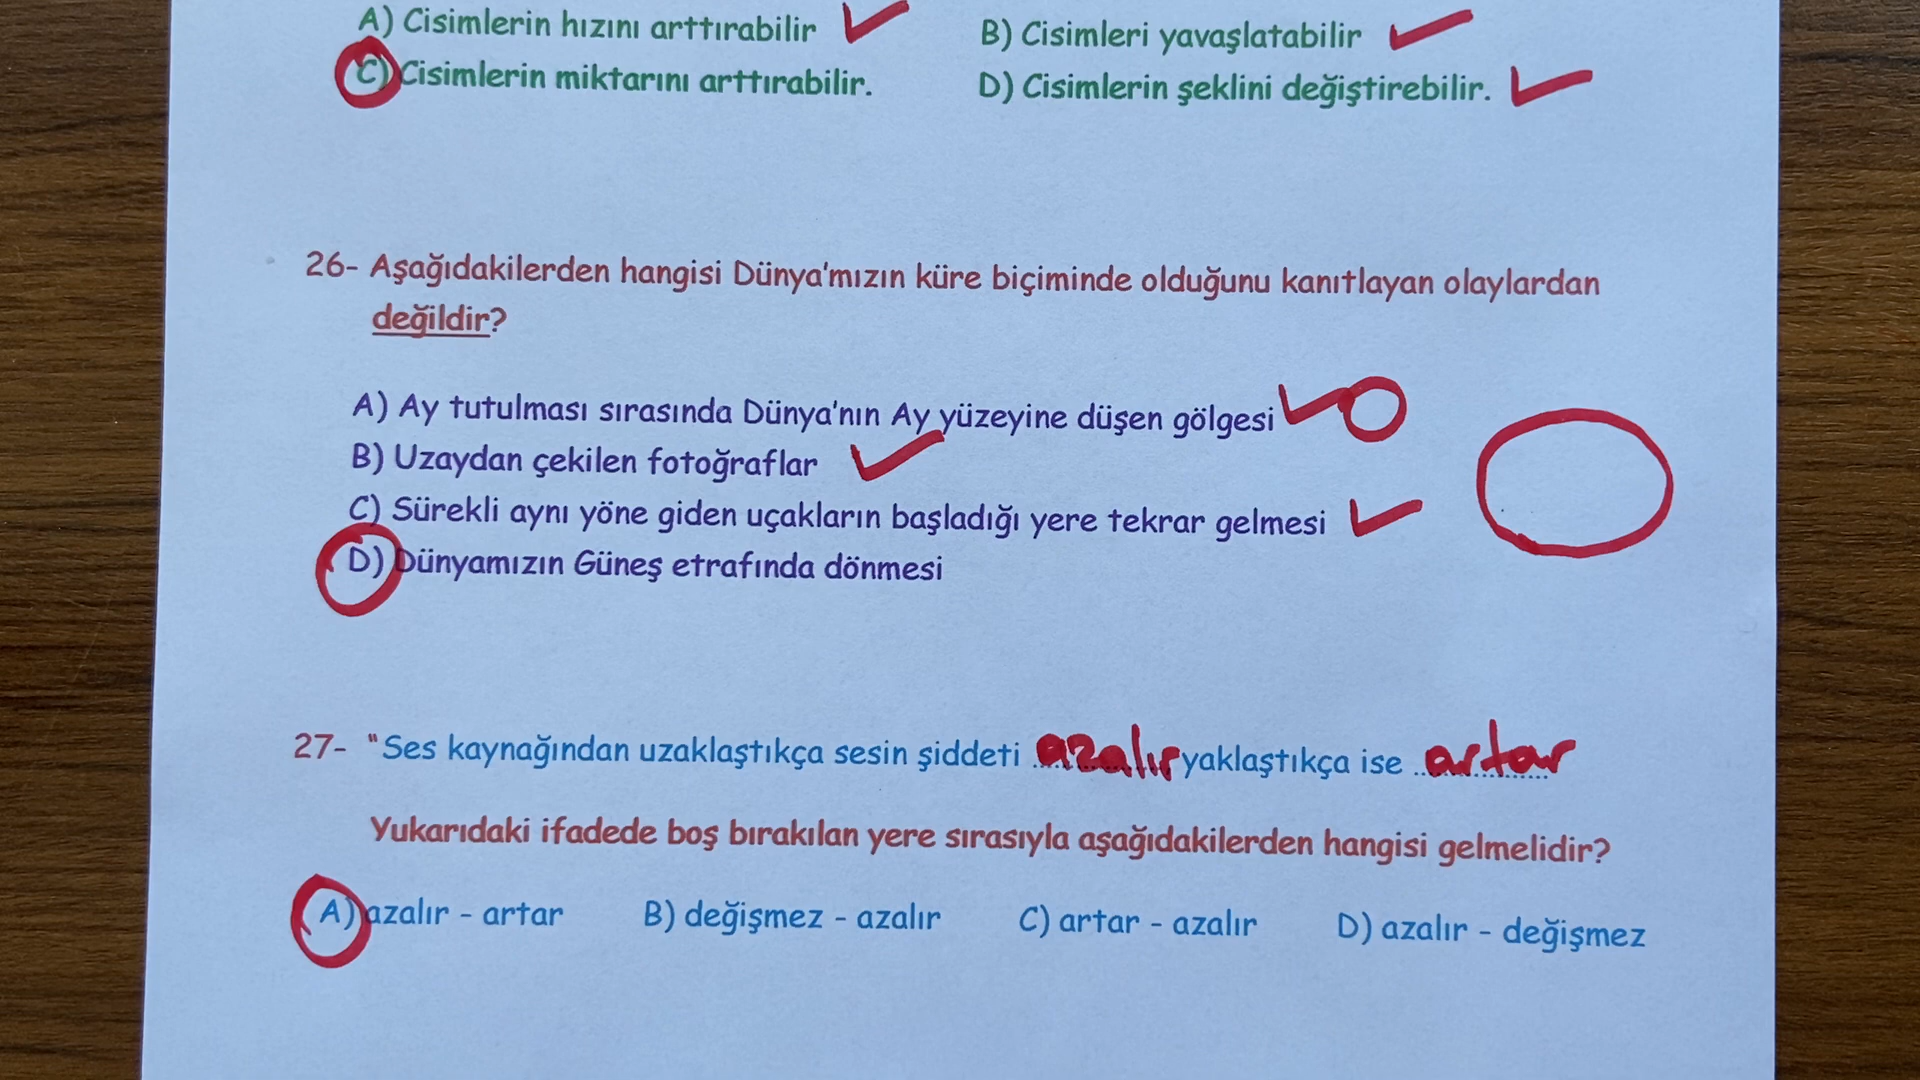 A) Cisimlerin hızını arttırabilir B) Cisimleri yavaşlatabilir
C) Cisimlerin miktarını arttırabilir. D) Cisimlerin şeklini değiştirebilir.
26- Aşağıdakilerden hangisi Dünya'mızın küre biçiminde olduğunu kanıtlayan olaylardan
değildir?
A) Ay tutulması sırasında Dünya'nın Ay yüzeyine düşen gölgesi
B) Uzaydan çekilen fotoğraflar
C) Sürekli aynı yöne giden uçakların başladığı yere tekrar gelmesi
D) Dünyamızın Güneş etrafında dönmesi
27- "Ses kaynağından uzaklaştıkça sesin şiddeti azalır yaklaştıkça ise artar
Yukarıdaki ifadede boş bırakılan yere sırasıyla aşağıdakilerden hangisi gelmelidir?
A) azalır - artar B) değişmez - azalır C) artar - azalır D) azalır - değişmez